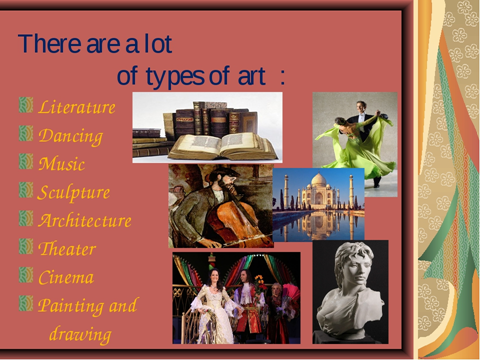 There are a lot
of types of art :
Literature
Dancing
Music
Sculpture
Architecture
Theater
Cinema
Painting and
drawing